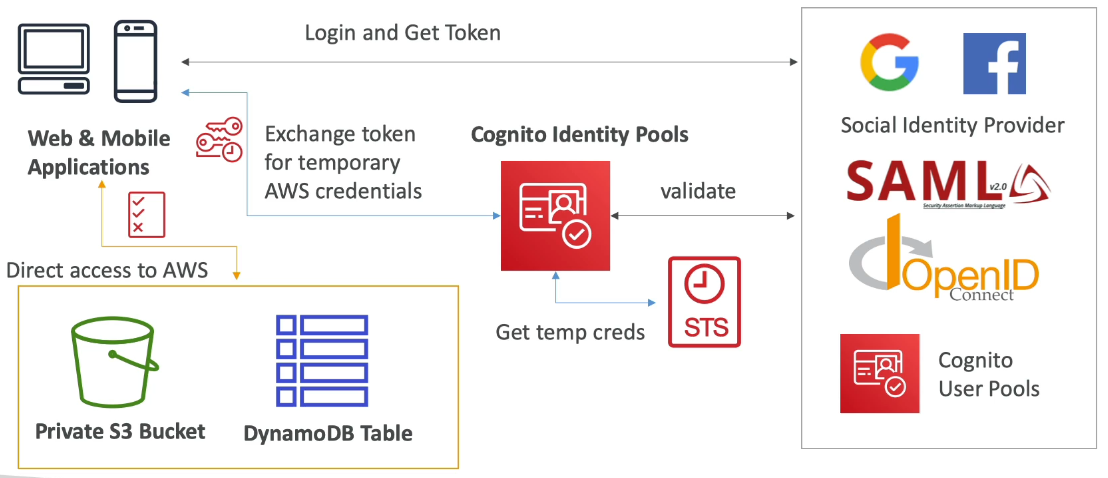 Login and Get Token
Web & Mobile
Applications
Exchange token
for temporary
AWS credentials
Cognito Identity Pools
validate
Social Identity Provider
SAML v2.0
Security Assertion Markup Language
OpenID
Connect
Direct access to AWS
STS
Get temp creds
Cognito
User Pools
Private S3 Bucket
DynamoDB Table